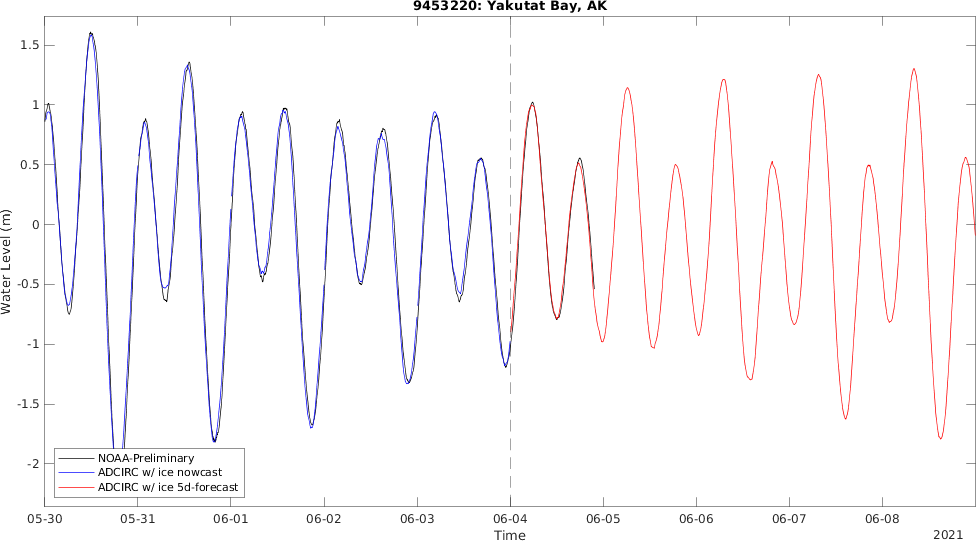 9453220: Yakutat Bay, AK
Water Level (m)
1.5
1
0.5
0
-0.5
-1
-1.5
-2
NOAA-Preliminary
ADCIRC w/ ice nowcast
ADCIRC w/ ice 5d-forecast
05-30 05-31 06-01 06-02 06-03 06-04 06-05 06-06 06-07 06-08
Time
2021